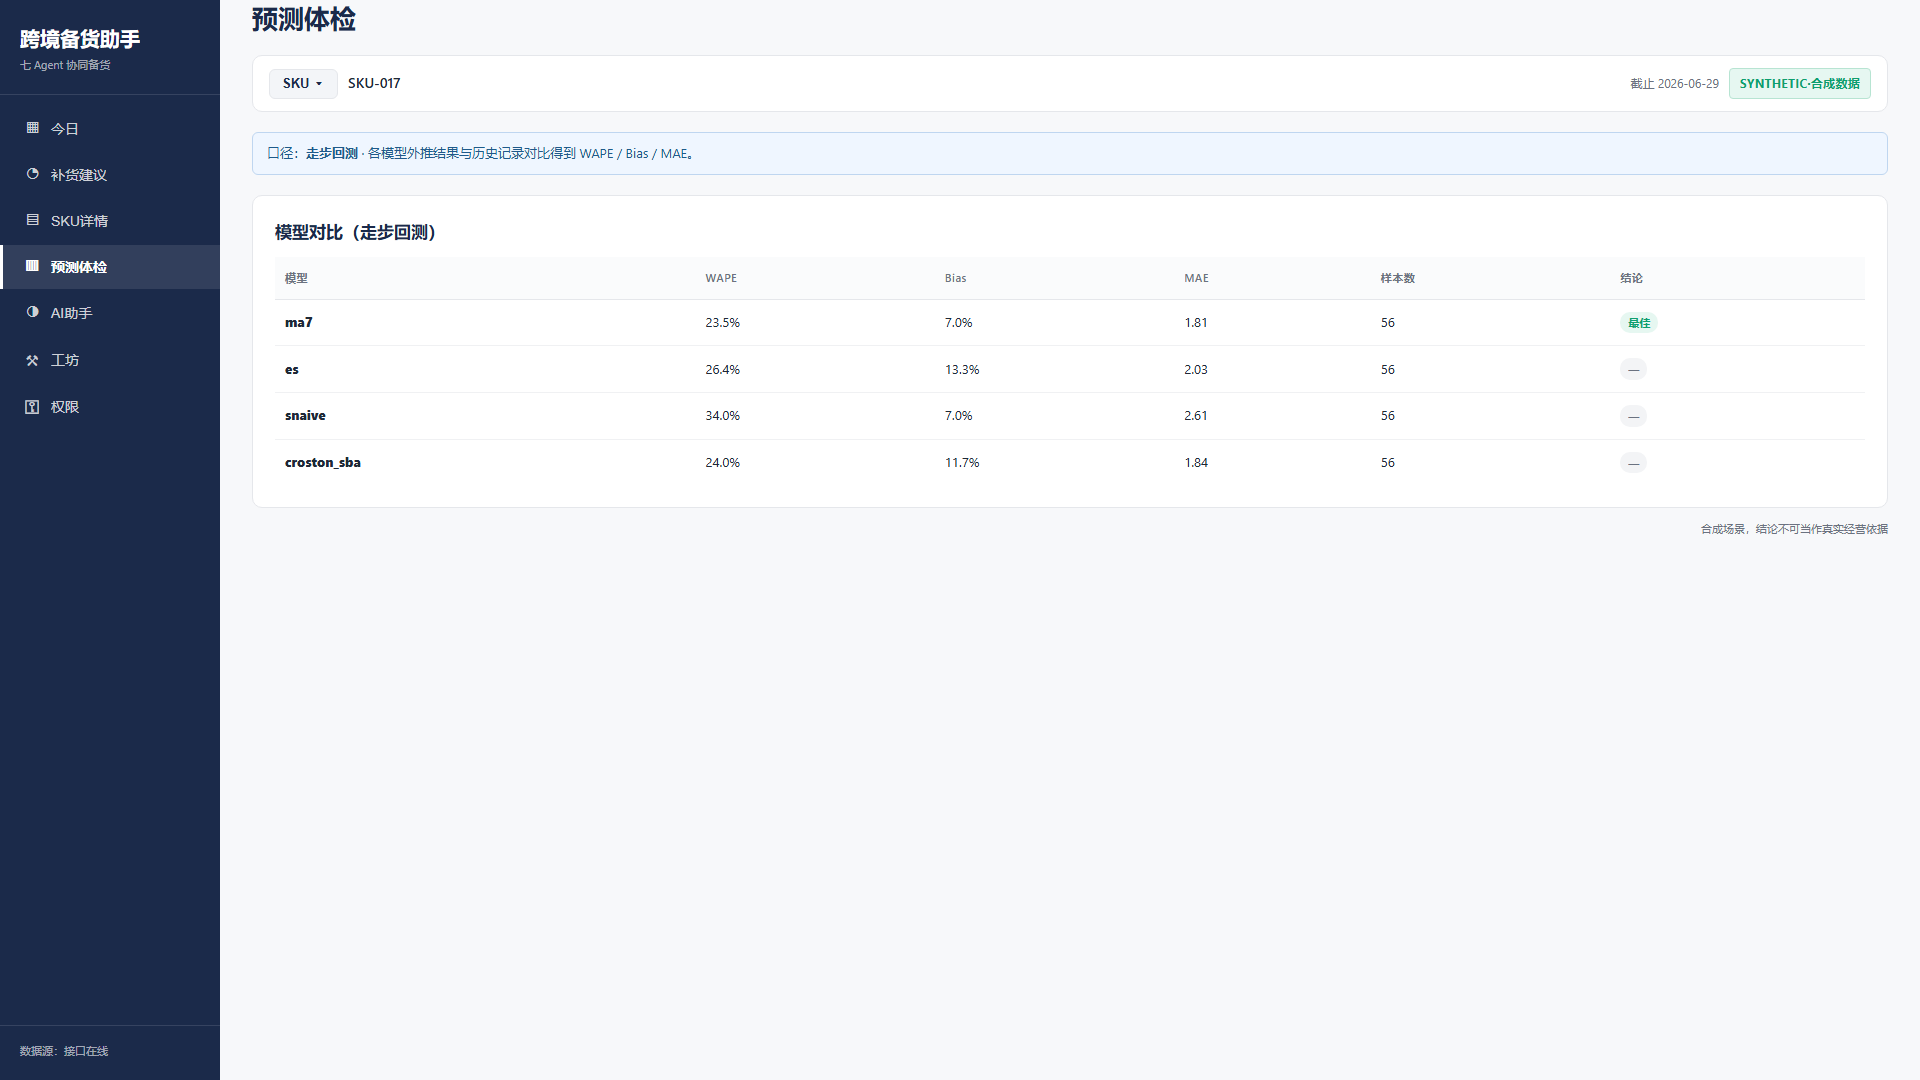 跨境备货助手
七 Agent 协同备货
今日
补货建议
SKU详情
预测体检
AI助手
工坊
权限
数据源：接口在线
预测体检
SKU
SKU-017
截止 2026-06-29
SYNTHETIC·合成数据
口径：走步回测 · 各模型外推结果与历史记录对比得到 WAPE / Bias / MAE。
模型对比（走步回测）
模型 WAPE Bias MAE 样本数 结论
ma7 23.5% 7.0% 1.81 56 最佳
es 26.4% 13.3% 2.03 56 —
snaive 34.0% 7.0% 2.61 56 —
croston_sba 24.0% 11.7% 1.84 56 —
合成场景，结论不可当作真实经营依据